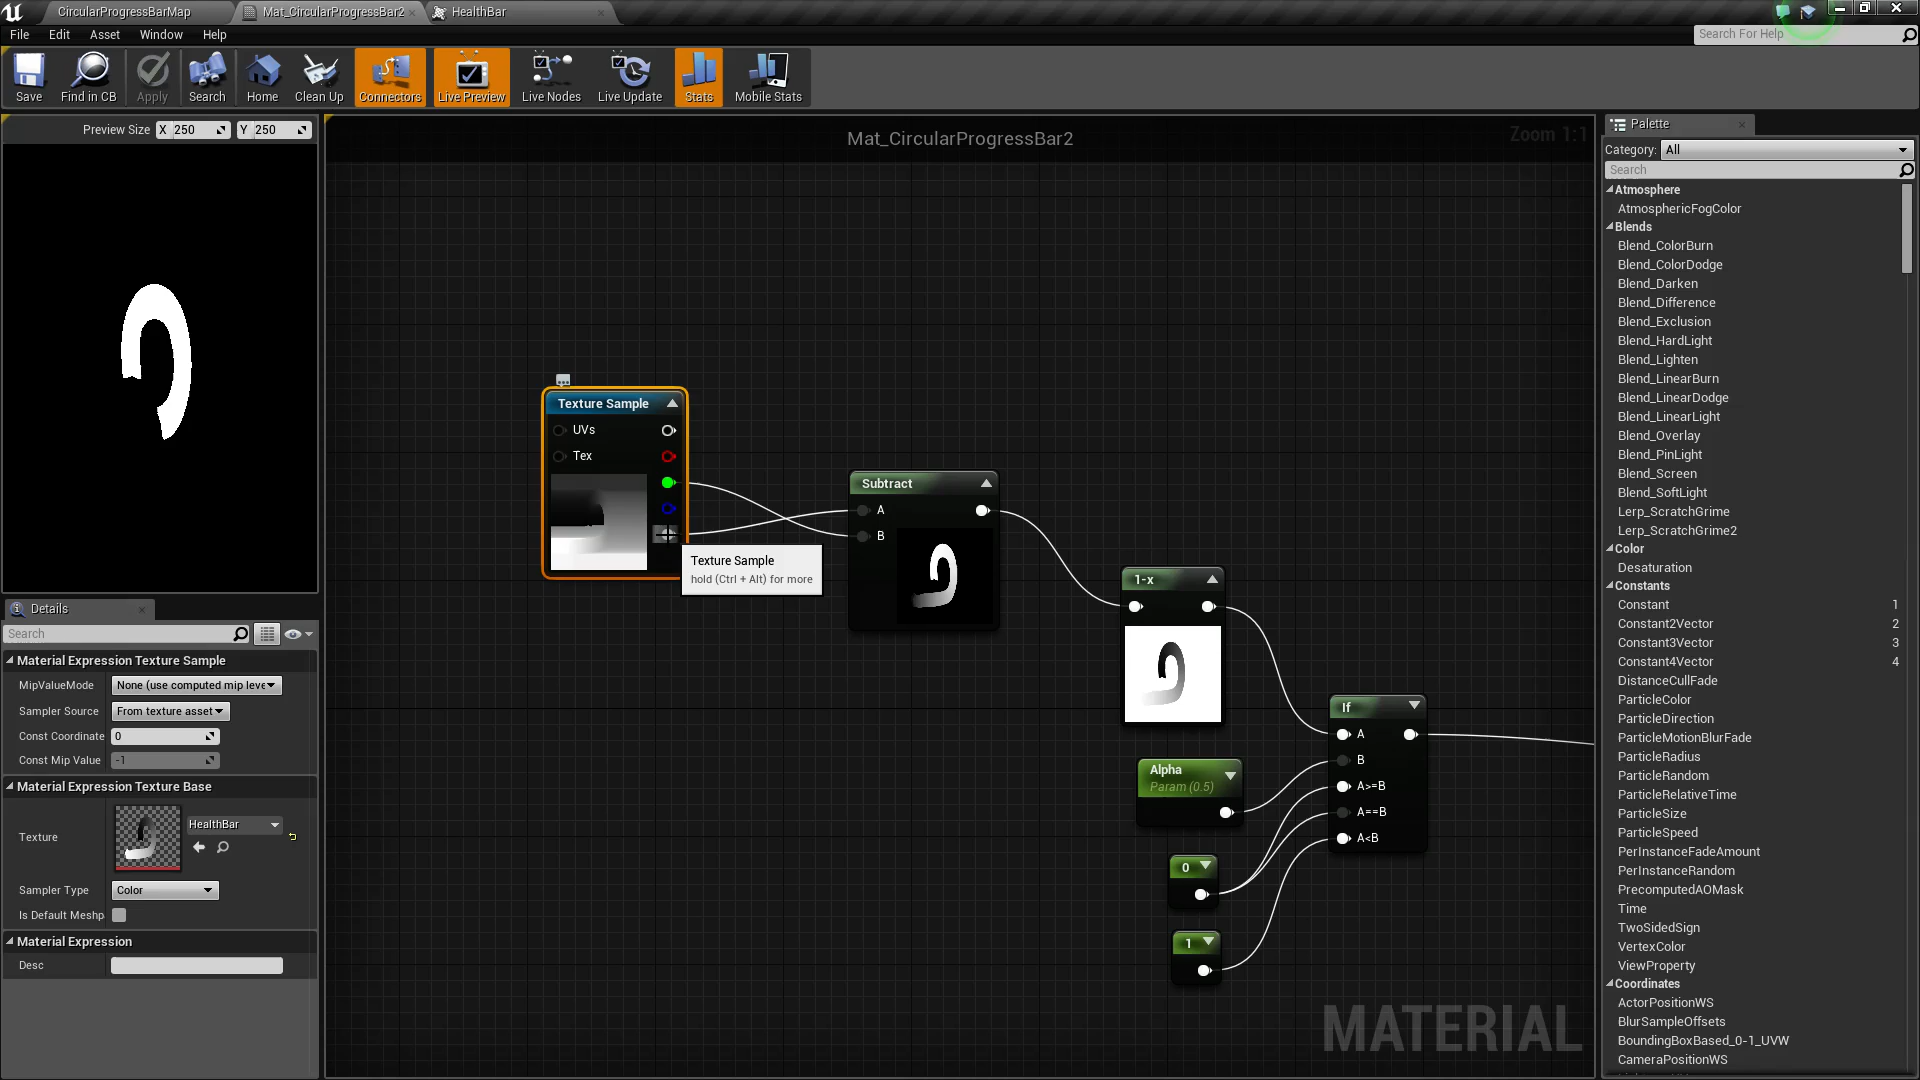 CircularProgressBarMap
Mat_CircularProgressBar2
HealthBar
File Edit Asset Window Help
Search For Help
Save
Find in CB
Apply
Search
Home
Clean Up
Connectors
Live Preview
Live Nodes
Live Update
Stats
Mobile Stats
Preview Size X 250 Y 250
Mat_CircularProgressBar2
Zoom 1:1
Texture Sample
UVs
Tex
Texture Sample
hold (Ctrl + Alt) for more
Subtract
A
B
1-x
If
A
B
A>=B
A==B
A<B
Alpha
Param (0.5)
0
1
MATERIAL
Details
Search
Material Expression Texture Sample
MipValueMode None (use computed mip leve
Sampler Source From texture asset
Const Coordinate 0
Const Mip Value -1
Material Expression Texture Base
Texture HealthBar
Sampler Type Color
Is Default Meshp
Material Expression
Desc
Palette
Category: All
Search
Atmosphere
AtmosphericFogColor
Blends
Blend_ColorBurn
Blend_ColorDodge
Blend_Darken
Blend_Difference
Blend_Exclusion
Blend_HardLight
Blend_Lighten
Blend_LinearBurn
Blend_LinearDodge
Blend_LinearLight
Blend_Overlay
Blend_PinLight
Blend_Screen
Blend_SoftLight
Lerp_ScratchGrime
Lerp_ScratchGrime2
Color
Desaturation
Constants
Constant 1
Constant2Vector 2
Constant3Vector 3
Constant4Vector 4
DistanceCullFade
ParticleColor
ParticleDirection
ParticleMotionBlurFade
ParticleRadius
ParticleRandom
ParticleRelativeTime
ParticleSize
ParticleSpeed
PerInstanceFadeAmount
PerInstanceRandom
PrecomputedAOMask
Time
TwoSidedSign
VertexColor
ViewProperty
Coordinates
ActorPositionWS
BlurSampleOffsets
BoundingBoxBased_0-1_UVW
CameraPositionWS